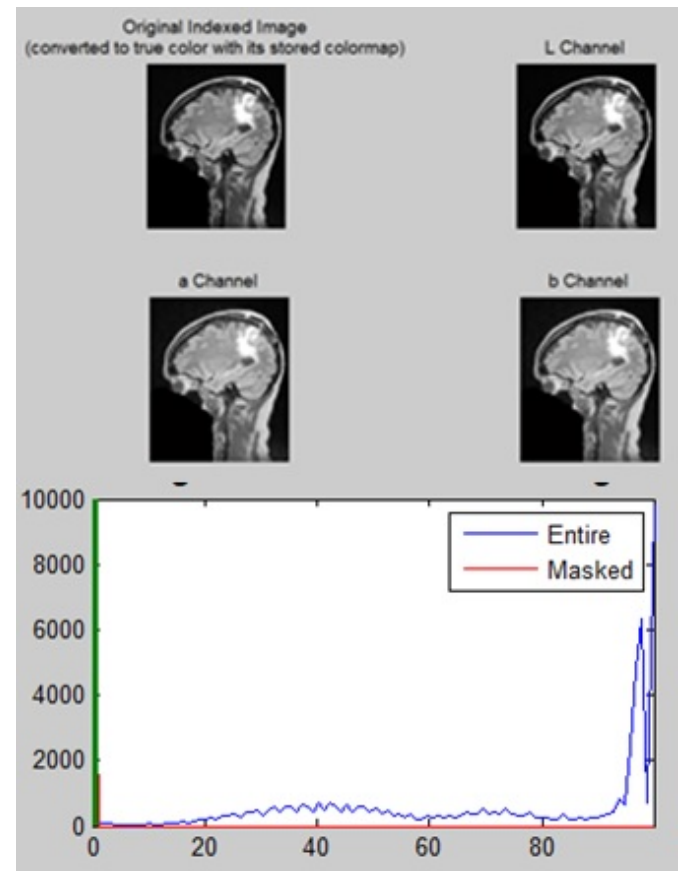 Original Indexed Image
(converted to true color with its stored colormap)
L Channel
a Channel
b Channel
10000
8000
6000
4000
2000
0
Entire
Masked
0 20 40 60 80